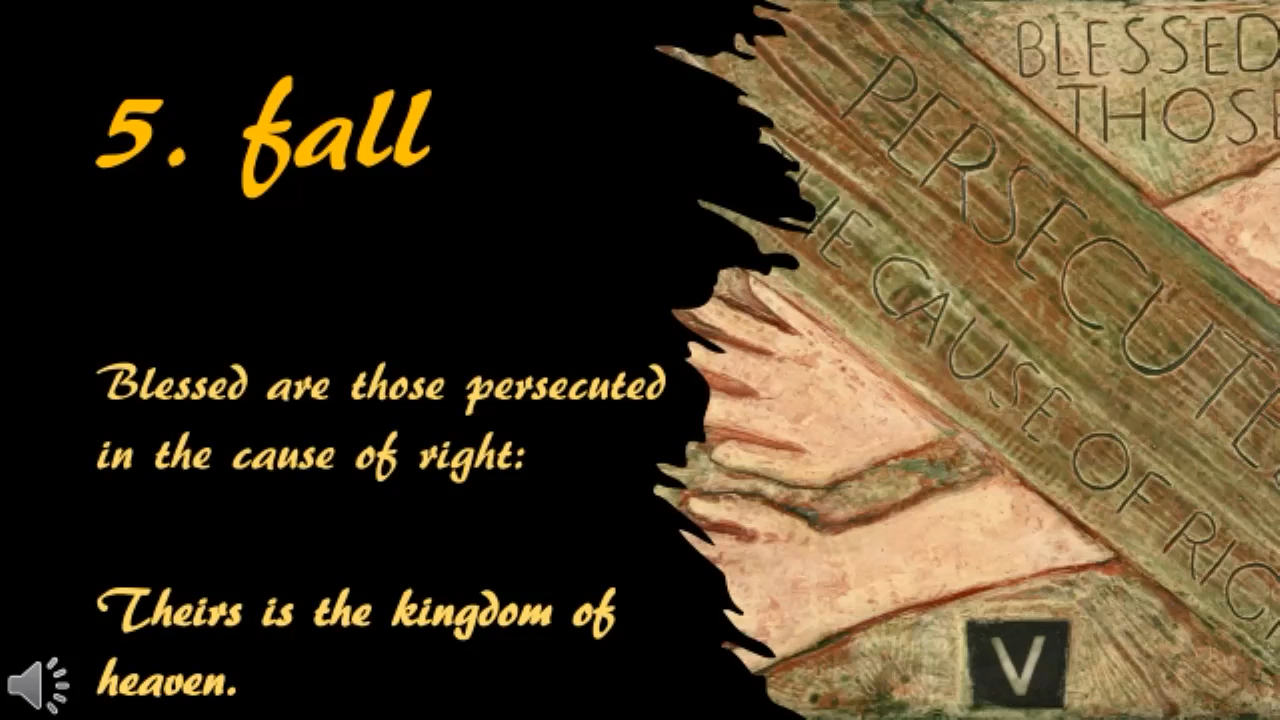 5. fall
Blessed are those persecuted
in the cause of right:
Theirs is the kingdom of
heaven.
BLESSED
THOSE
PERSECUTE
THE CAUSE OF RIG
V